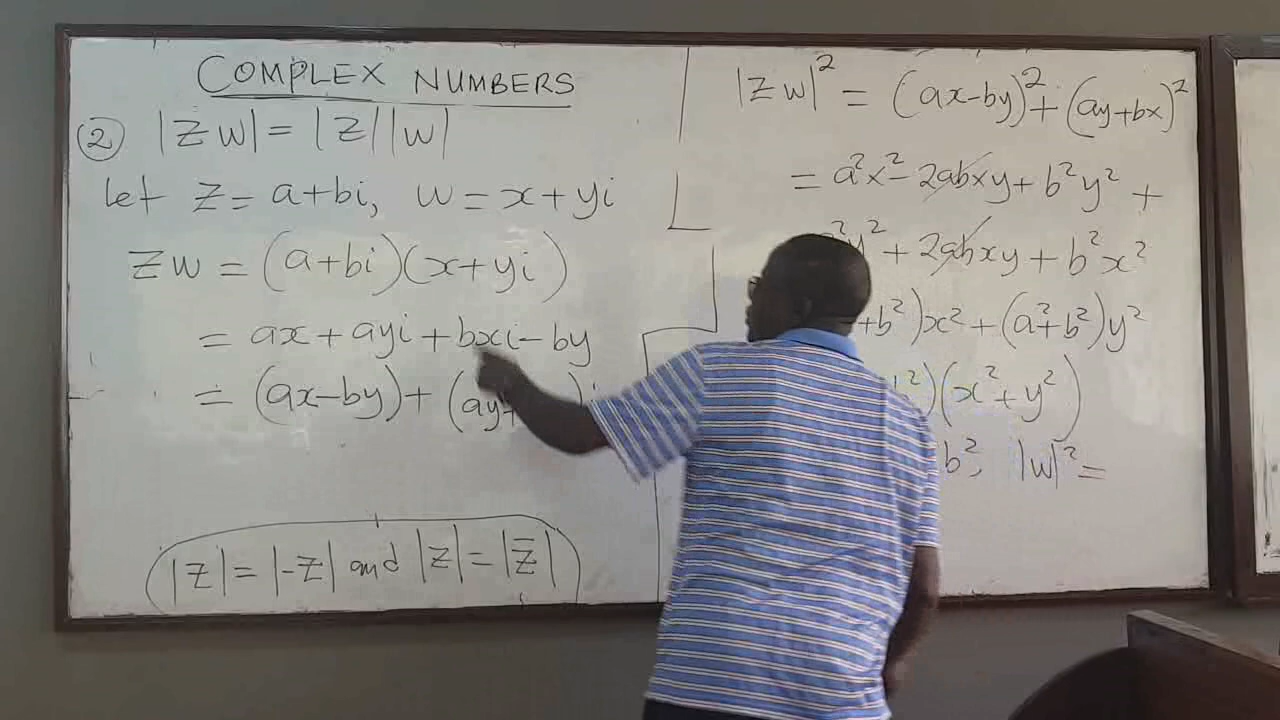 COMPLEX NUMBERS
② |zw| = |z||w|
let z = a+bi, w = x+yi
zw = (a+bi)(x+yi)
= ax + ayi + bxi - by
= (ax-by) + (ay+ )i
|z| = |-z| and |z| = |z̅|
|zw|² = (ax-by)² + (ay+bx)²
= a²x² - 2abxy + b²y² +
²y² + 2abxy + b²x²
+b²)x² + (a²+b²)y²
b²)(x²+y²)
b², |w|² =